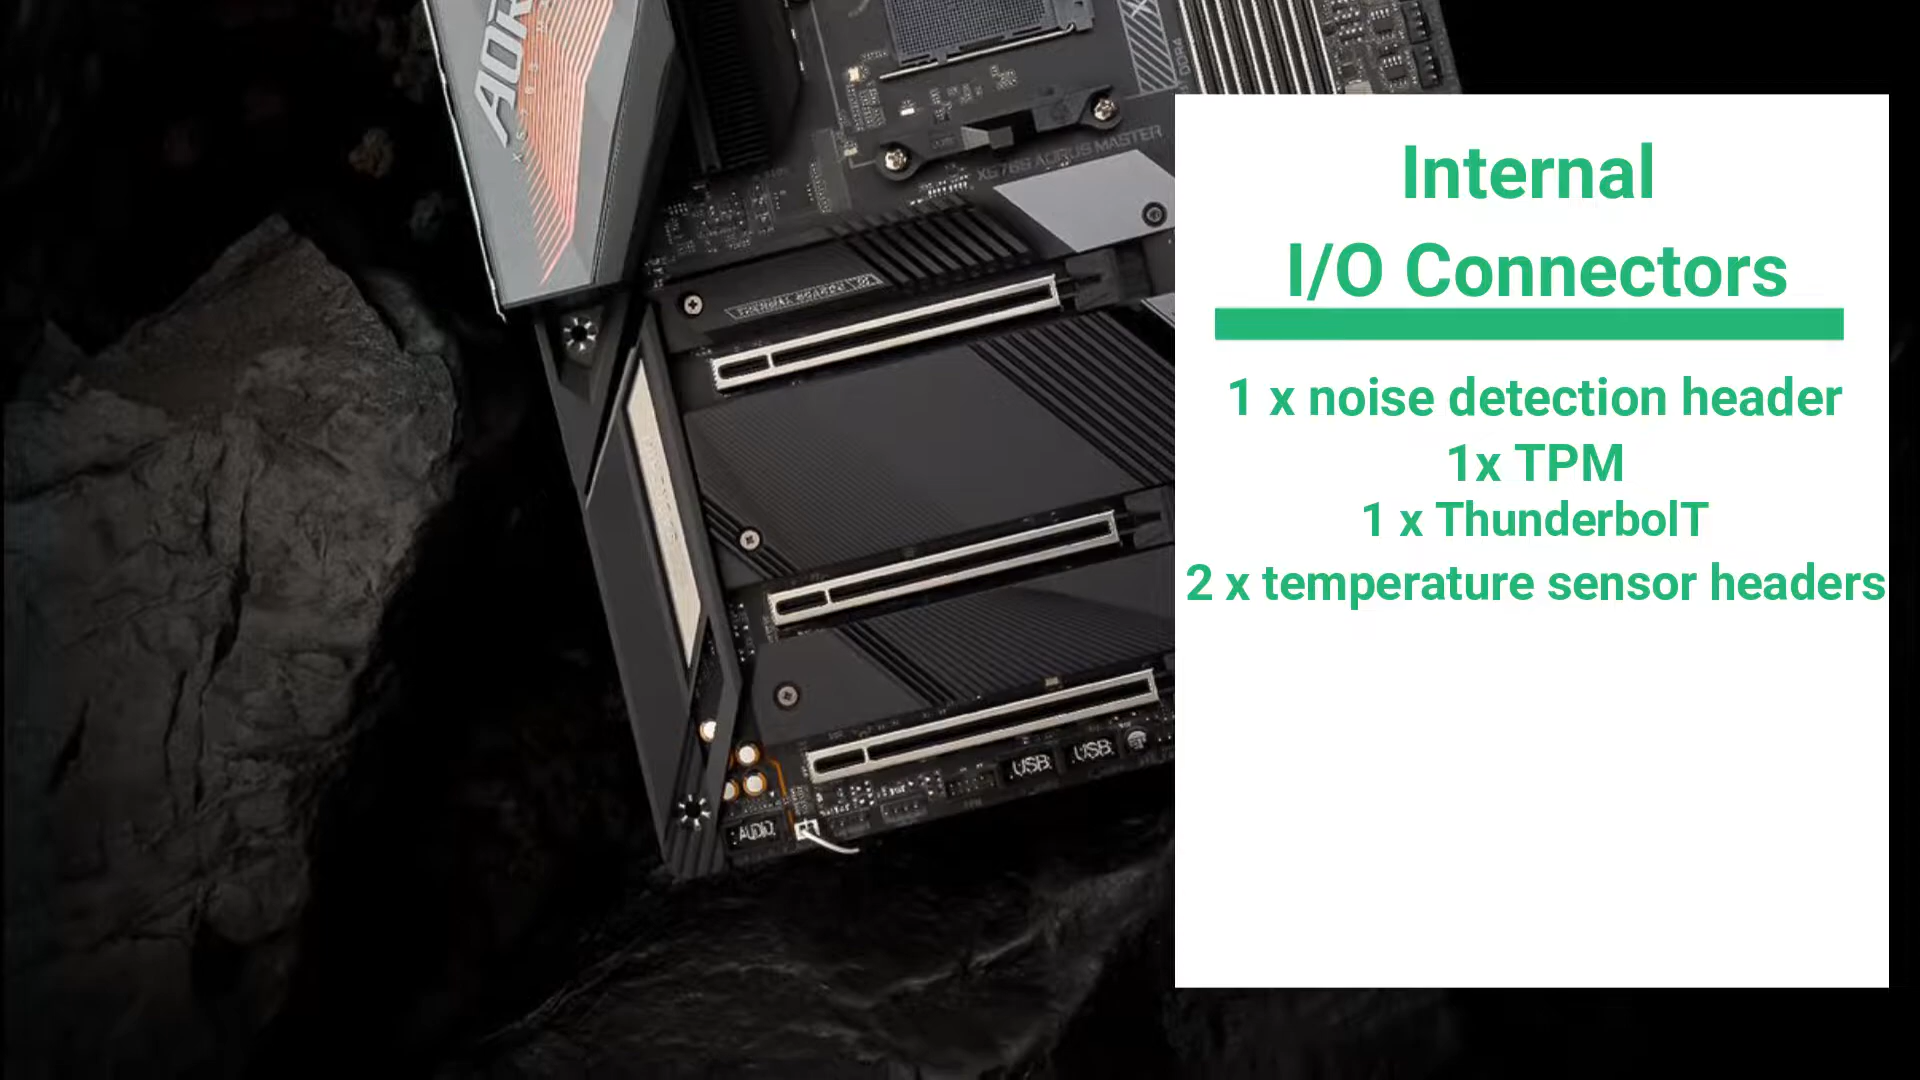 AOR
DDR4
X570S AORUS MASTER
Internal
I/O Connectors
1 x noise detection header
1x TPM
1 x ThunderbolT
2 x temperature sensor headers
USB
USB
AUDIO